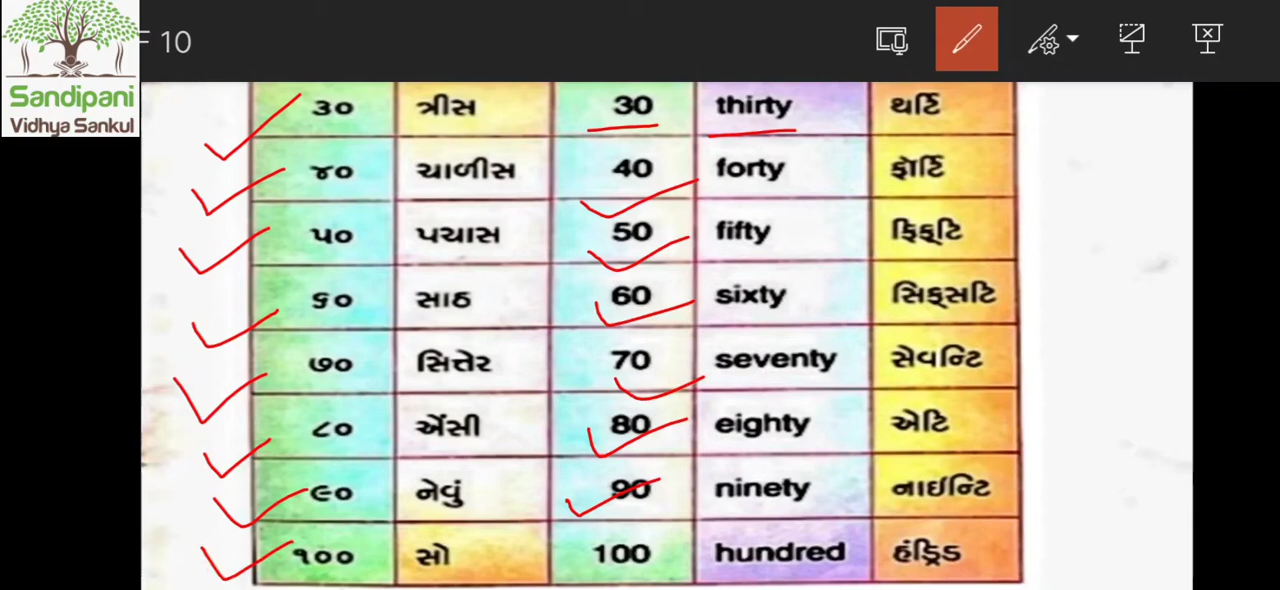 Sandipani
Vidhya Sankul
F 10
૩૦ ત્રીસ 30 thirty થર્ટિ
૪૦ ચાળીસ 40 forty ફોર્ટિ
૫૦ પચાસ 50 fifty ફિફ્ટિ
૬૦ સાઠ 60 sixty સિક્સટિ
૭૦ સિત્તેર 70 seventy સેવન્ટિ
૮૦ એંસી 80 eighty એટિ
૯૦ નેવું 90 ninety નાઇન્ટિ
૧૦૦ સો 100 hundred હંડ્રિડ